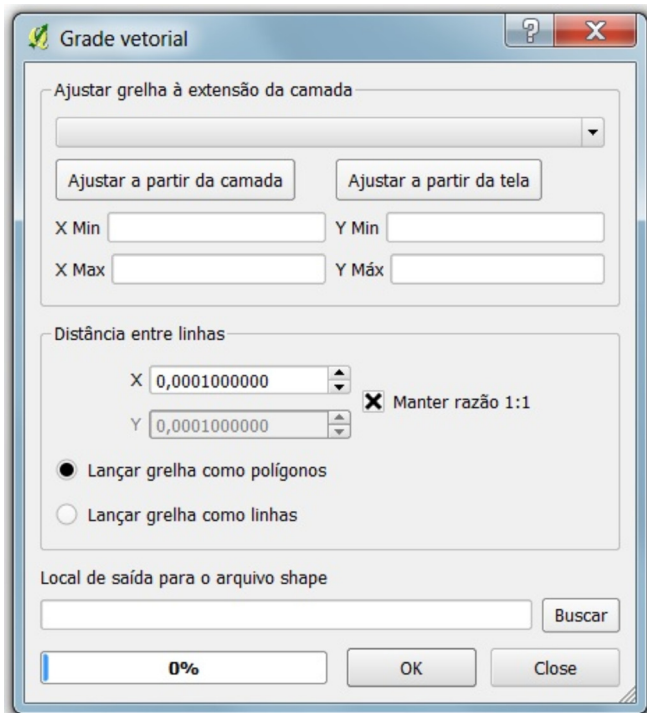 Grade vetorial
Ajustar grelha à extensão da camada
Ajustar a partir da camada
Ajustar a partir da tela
X Min
Y Min
X Max
Y Máx
Distância entre linhas
X 0,0001000000
Manter razão 1:1
Y 0,0001000000
Lançar grelha como polígonos
Lançar grelha como linhas
Local de saída para o arquivo shape
Buscar
0%
OK
Close